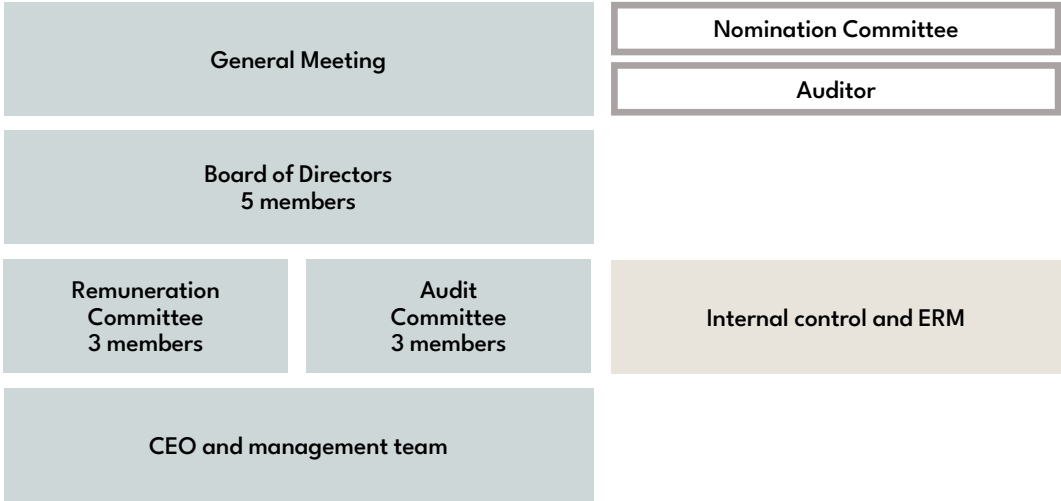 General Meeting
Nomination Committee
Auditor
Board of Directors
5 members
Remuneration
Committee
3 members
Audit
Committee
3 members
Internal control and ERM
CEO and management team